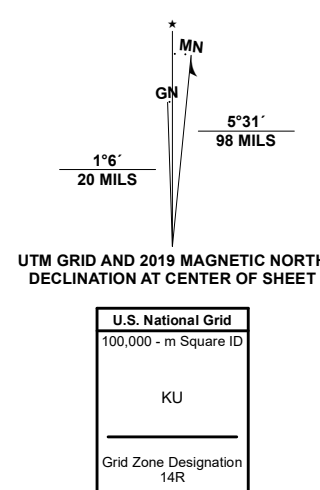 ★
MN
GN
5°31´
98 MILS
1°6´
20 MILS
UTM GRID AND 2019 MAGNETIC NORTH
DECLINATION AT CENTER OF SHEET
U.S. National Grid
100,000 - m Square ID
KU
Grid Zone Designation
14R